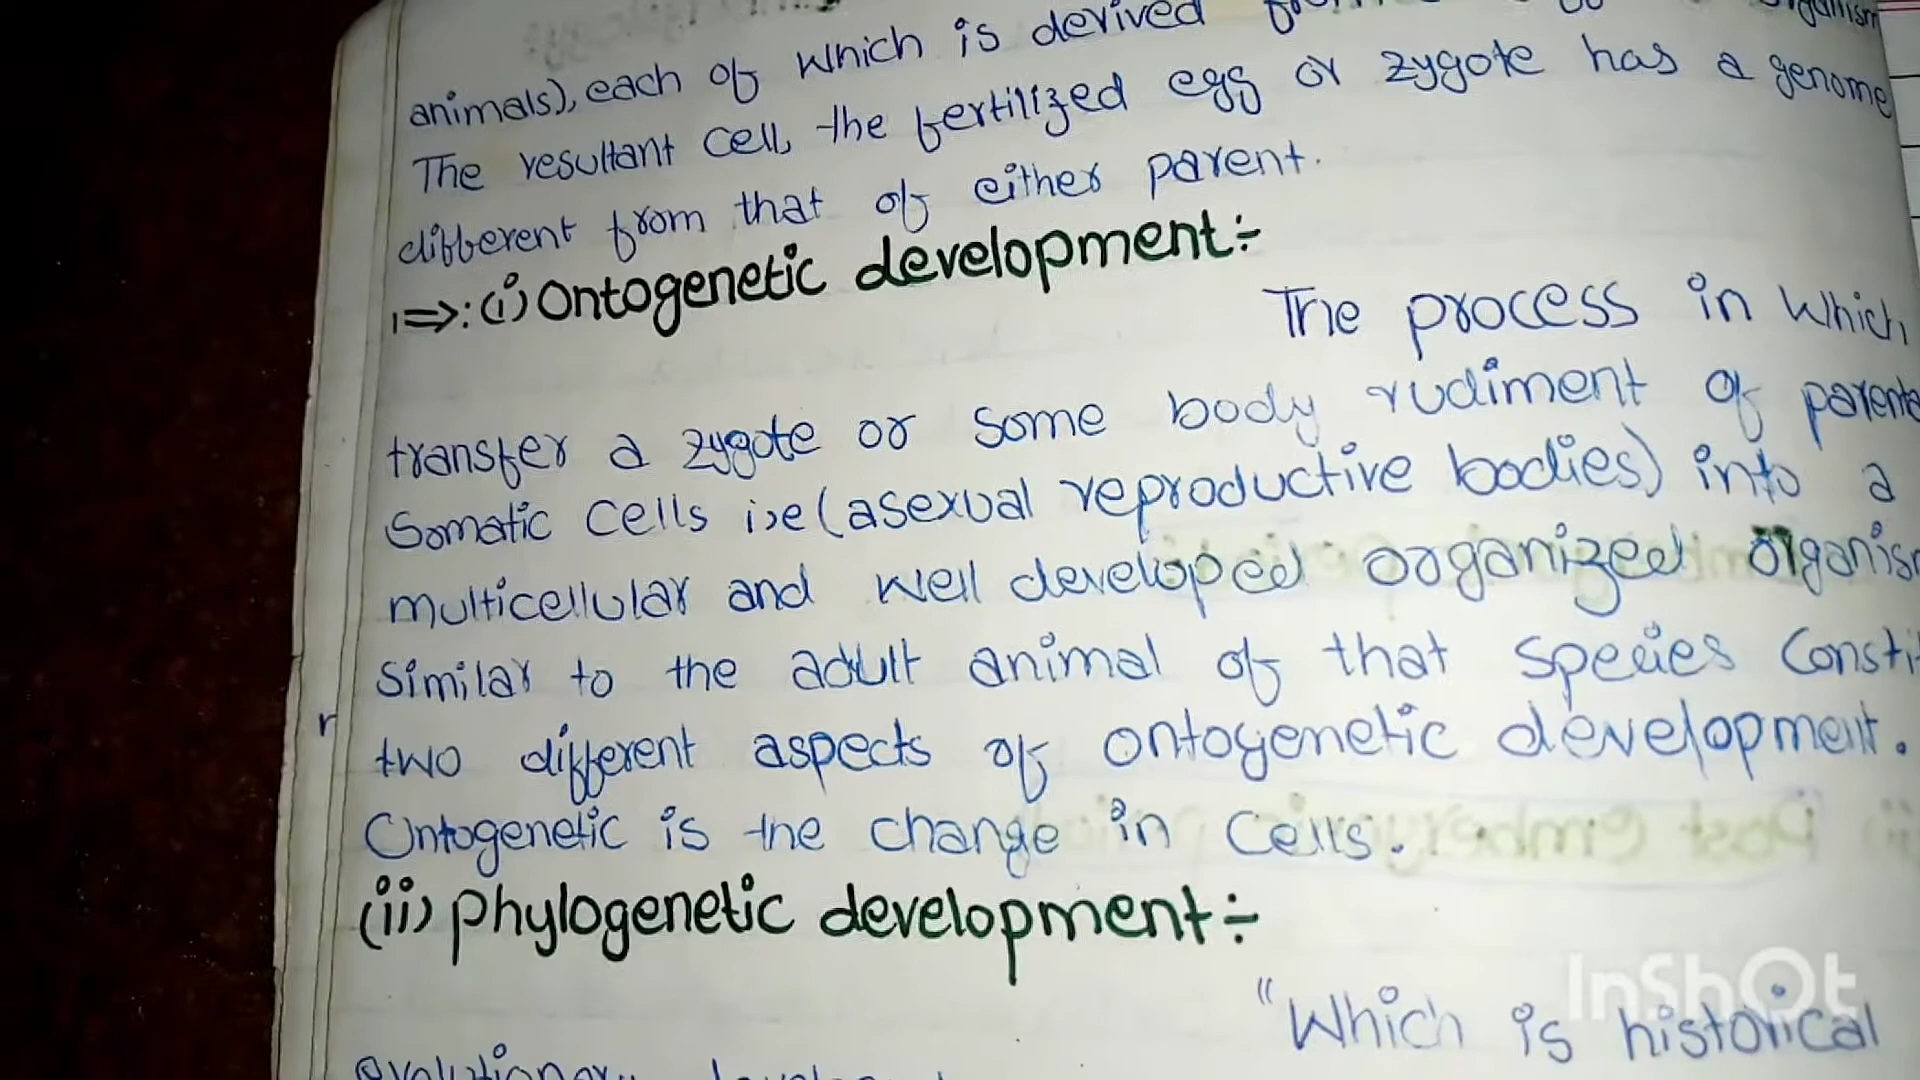 animals), each of which is derived
The resultant cell, the fertilized egg or zygote has a genome
different from that of either parent.
1⇒:(i) Ontogenetic development:-
The process in which
transfer a zygote or some body rudiment of
Somatic cells i.e (asexual reproductive bodies) into a
multicellular and well developed organized
similar to the adult animal of that species
two different aspects of ontogenetic development.
Ontogenetic is the change in cells.
(ii) Phylogenetic development:-
"Which is historical
InShOt